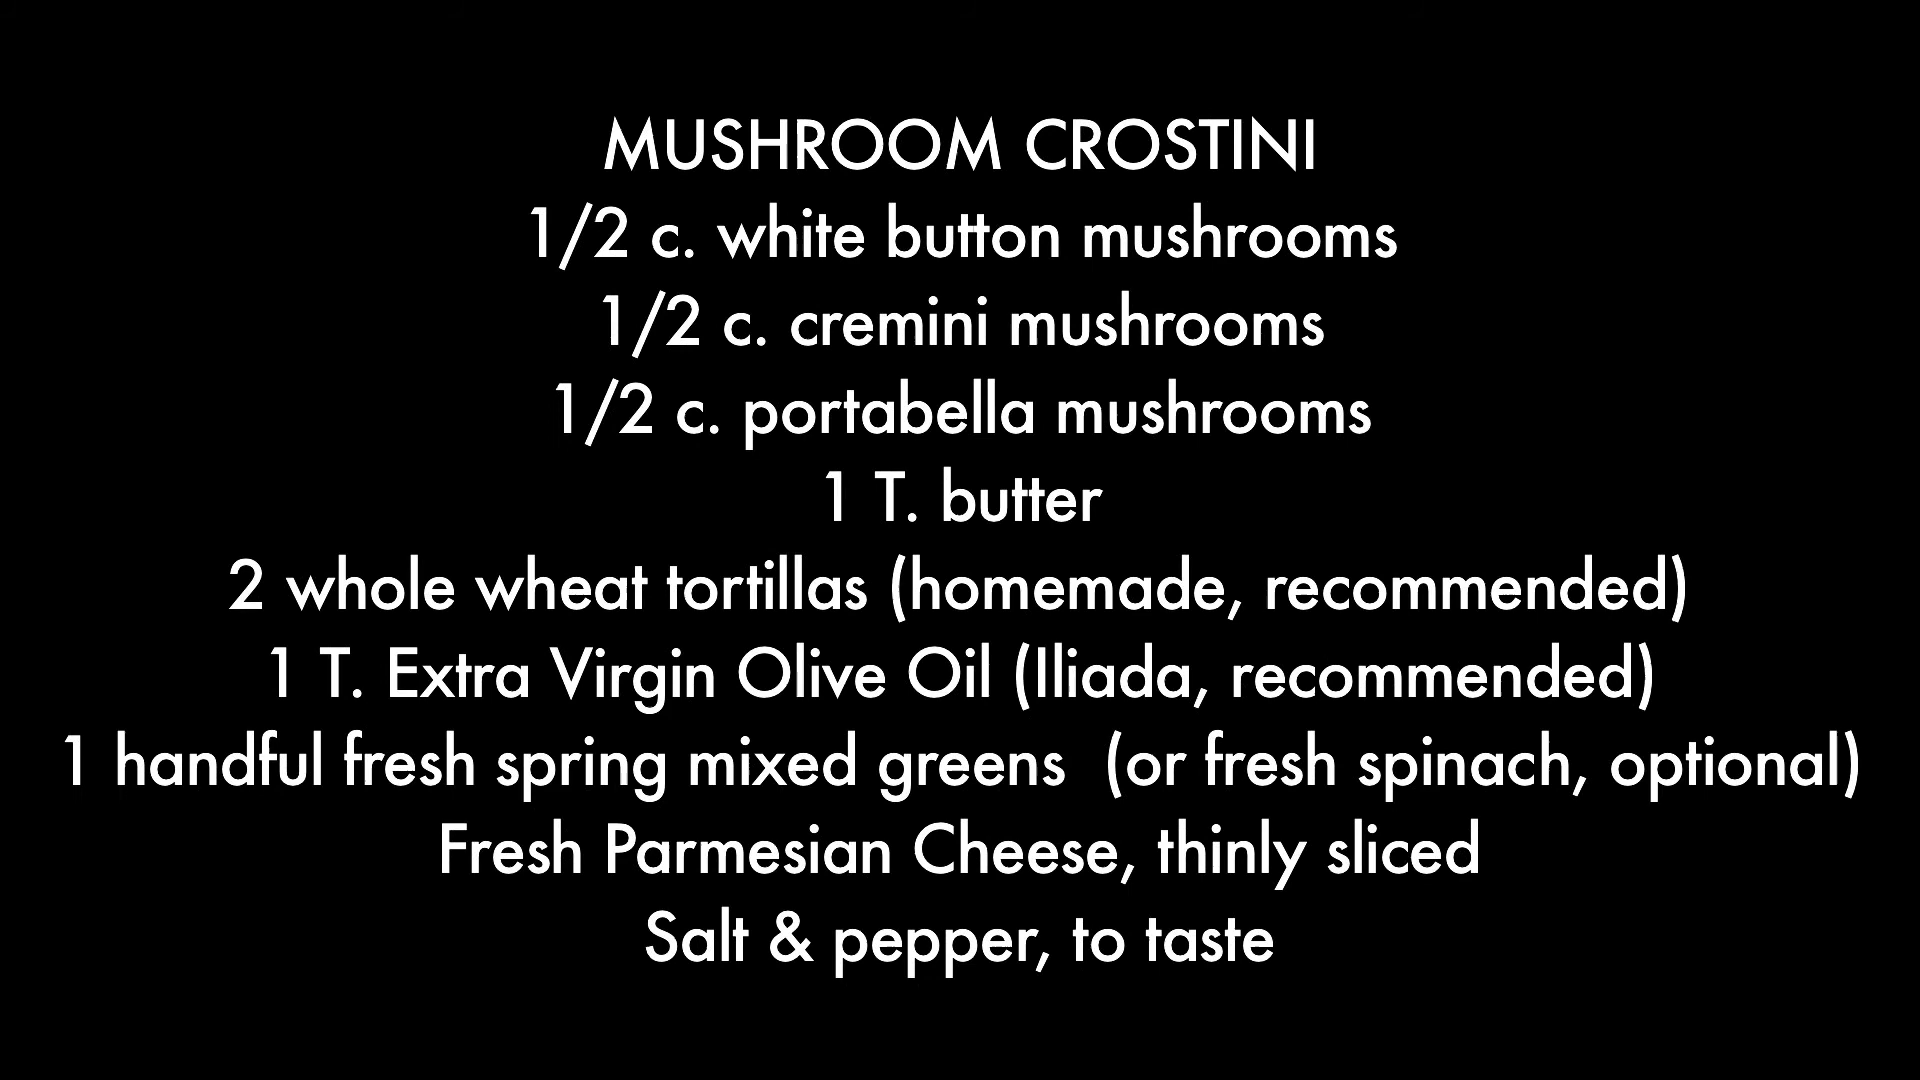 MUSHROOM CROSTINI
1/2 c. white button mushrooms
1/2 c. cremini mushrooms
1/2 c. portabella mushrooms
1 T. butter
2 whole wheat tortillas (homemade, recommended)
1 T. Extra Virgin Olive Oil (Iliada, recommended)
1 handful fresh spring mixed greens  (or fresh spinach, optional)
Fresh Parmesian Cheese, thinly sliced
Salt & pepper, to taste